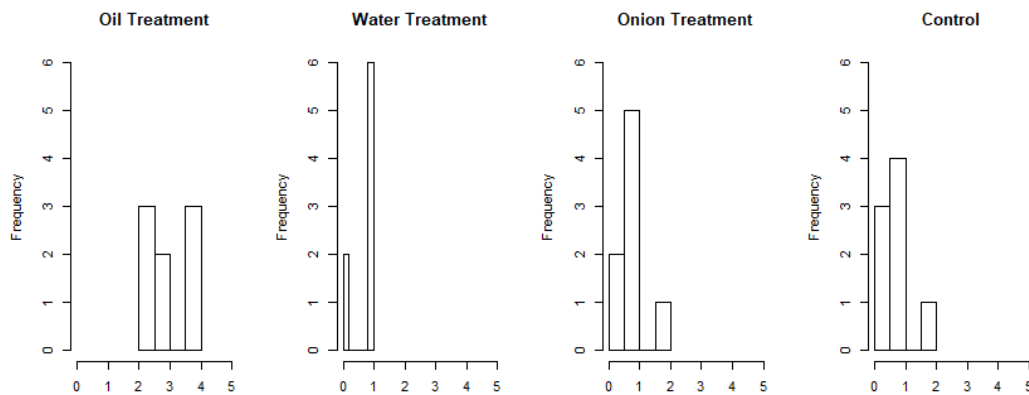 Oil Treatment
Frequency
0 1 2 3 4 5 6
0 1 2 3 4 5
Water Treatment
Frequency
0 1 2 3 4 5 6
0 1 2 3 4 5
Onion Treatment
Frequency
0 1 2 3 4 5 6
0 1 2 3 4 5
Control
Frequency
0 1 2 3 4 5 6
0 1 2 3 4 5